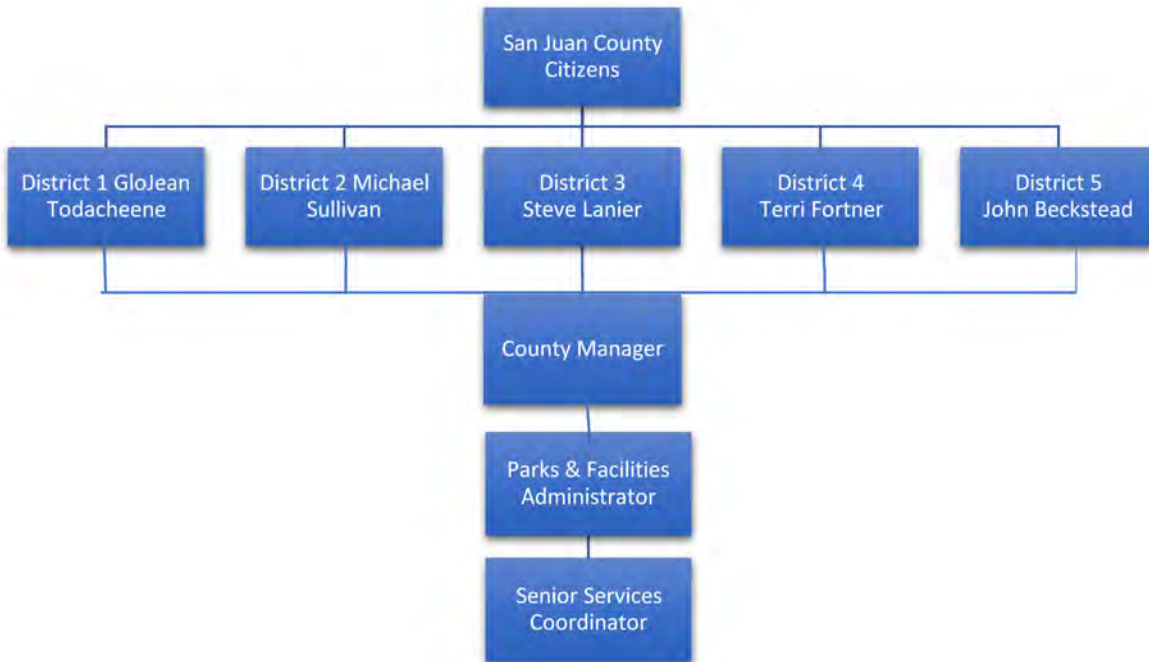 San Juan County
Citizens
District 1 GloJean
Todacheene
District 2 Michael
Sullivan
District 3
Steve Lanier
District 4
Terri Fortner
District 5
John Beckstead
County Manager
Parks & Facilities
Administrator
Senior Services
Coordinator